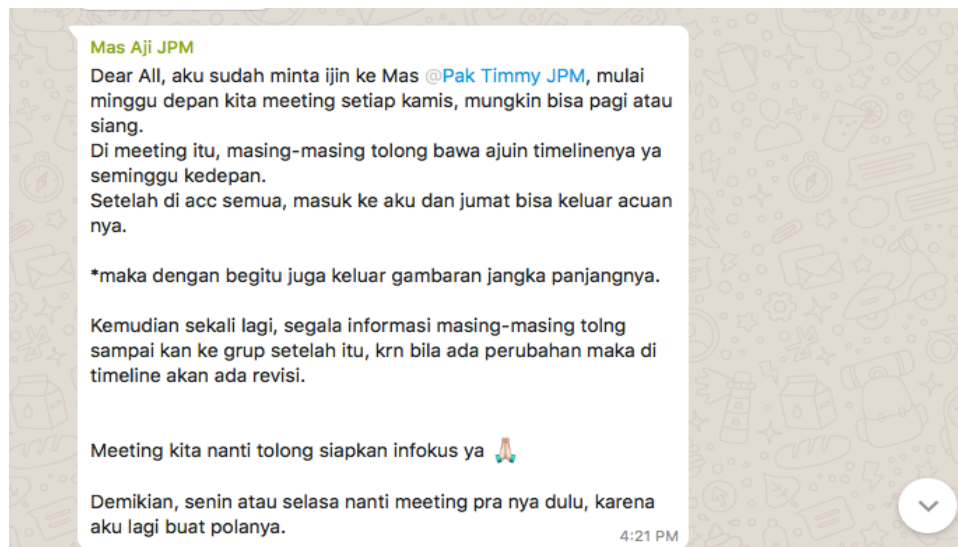 Mas Aji JPM
Dear All, aku sudah minta ijin ke Mas @Pak Timmy JPM, mulai
minggu depan kita meeting setiap kamis, mungkin bisa pagi atau
siang.
Di meeting itu, masing-masing tolong bawa ajuin timelinenya ya
seminggu kedepan.
Setelah di acc semua, masuk ke aku dan jumat bisa keluar acuan
nya.
*maka dengan begitu juga keluar gambaran jangka panjangnya.
Kemudian sekali lagi, segala informasi masing-masing tolng
sampai kan ke grup setelah itu, krn bila ada perubahan maka di
timeline akan ada revisi.
Meeting kita nanti tolong siapkan infokus ya 🙏🏻
Demikian, senin atau selasa nanti meeting pra nya dulu, karena
aku lagi buat polanya.
4:21 PM